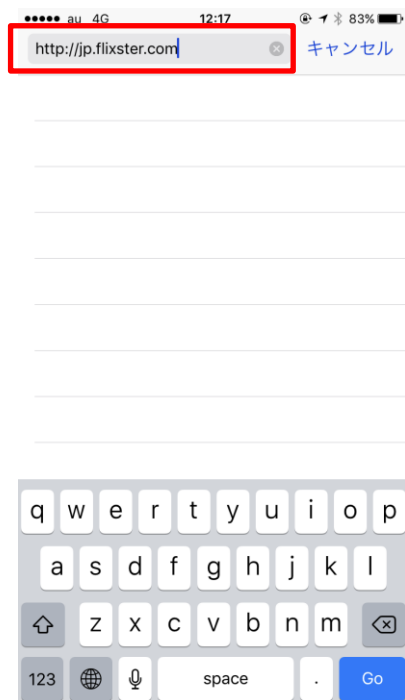 au 4G 12:17 83%
http://jp.flixster.com キャンセル
q w e r t y u i o p
a s d f g h j k l
z x c v b n m
123 space . Go